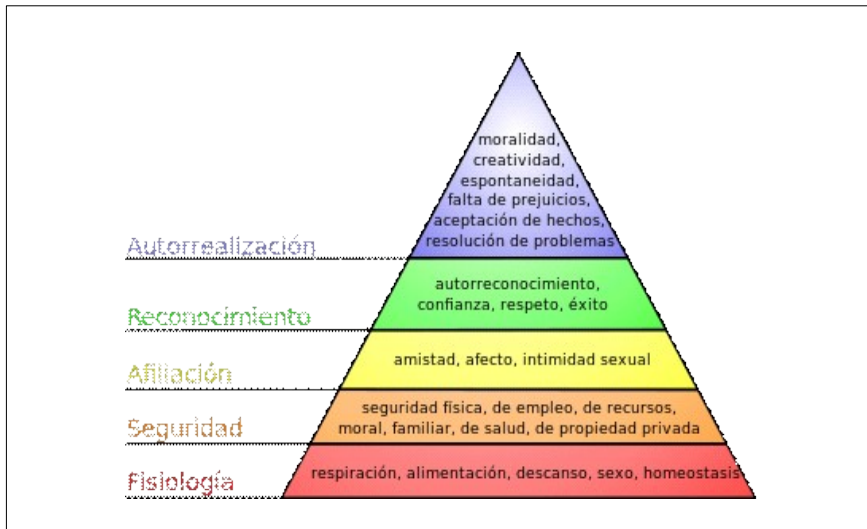 moralidad,
creatividad,
espontaneidad,
falta de prejuicios,
aceptación de hechos,
resolución de problemas
Autorrealización
autorreconocimiento,
confianza, respeto, éxito
Reconocimiento
amistad, afecto, intimidad sexual
Afiliación
seguridad física, de empleo, de recursos,
moral, familiar, de salud, de propiedad privada
Seguridad
respiración, alimentación, descanso, sexo, homeostasis
Fisiología